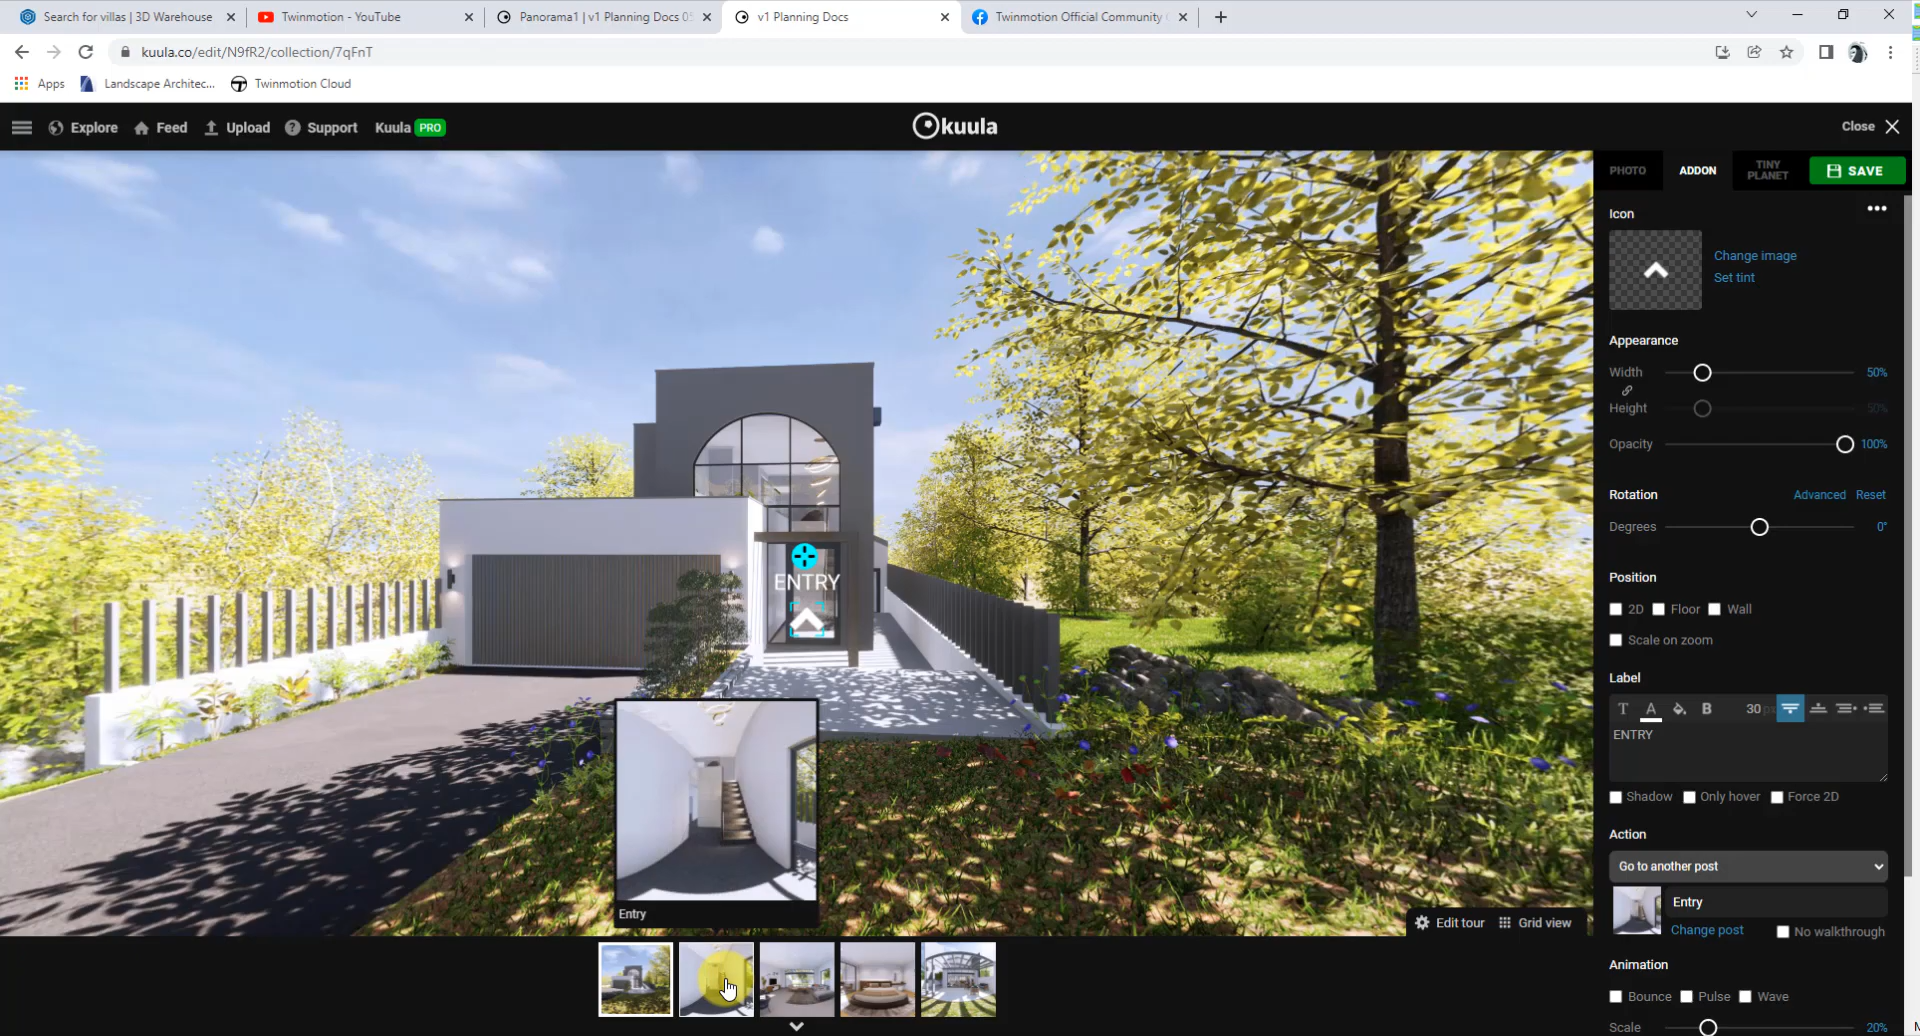 Search for villas | 3D Warehouse
Twinmotion - YouTube
Panorama1 | v1 Planning Docs 05
v1 Planning Docs
Twinmotion Official Community
kuula.co/edit/N9fR2/collection/7qFnT
Apps
Landscape Architec...
Twinmotion Cloud
Explore
Feed
Upload
Support
Kuula PRO
kuula
Close
PHOTO
ADDON
TINY
PLANET
SAVE
Icon
Change image
Set tint
Appearance
Width
50%
Height
50%
Opacity
100%
Rotation
Advanced
Reset
Degrees
0°
Position
2D
Floor
Wall
Scale on zoom
Label
T A B 30 px
ENTRY
Shadow
Only hover
Force 2D
Action
Go to another post
Entry
Change post
No walkthrough
Animation
Bounce
Pulse
Wave
Scale
20%
ENTRY
Entry
Edit tour
Grid view